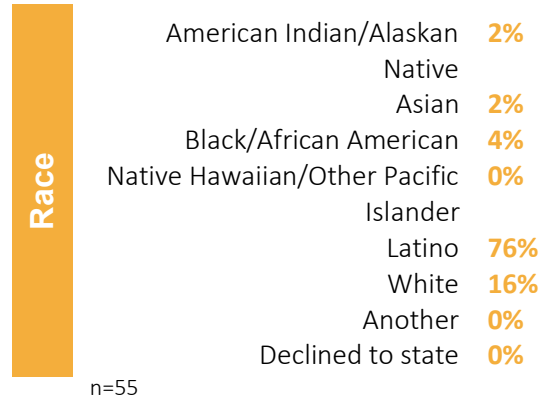 Race
American Indian/Alaskan 2%
Native
Asian 2%
Black/African American 4%
Native Hawaiian/Other Pacific 0%
Islander
Latino 76%
White 16%
Another 0%
Declined to state 0%
n=55